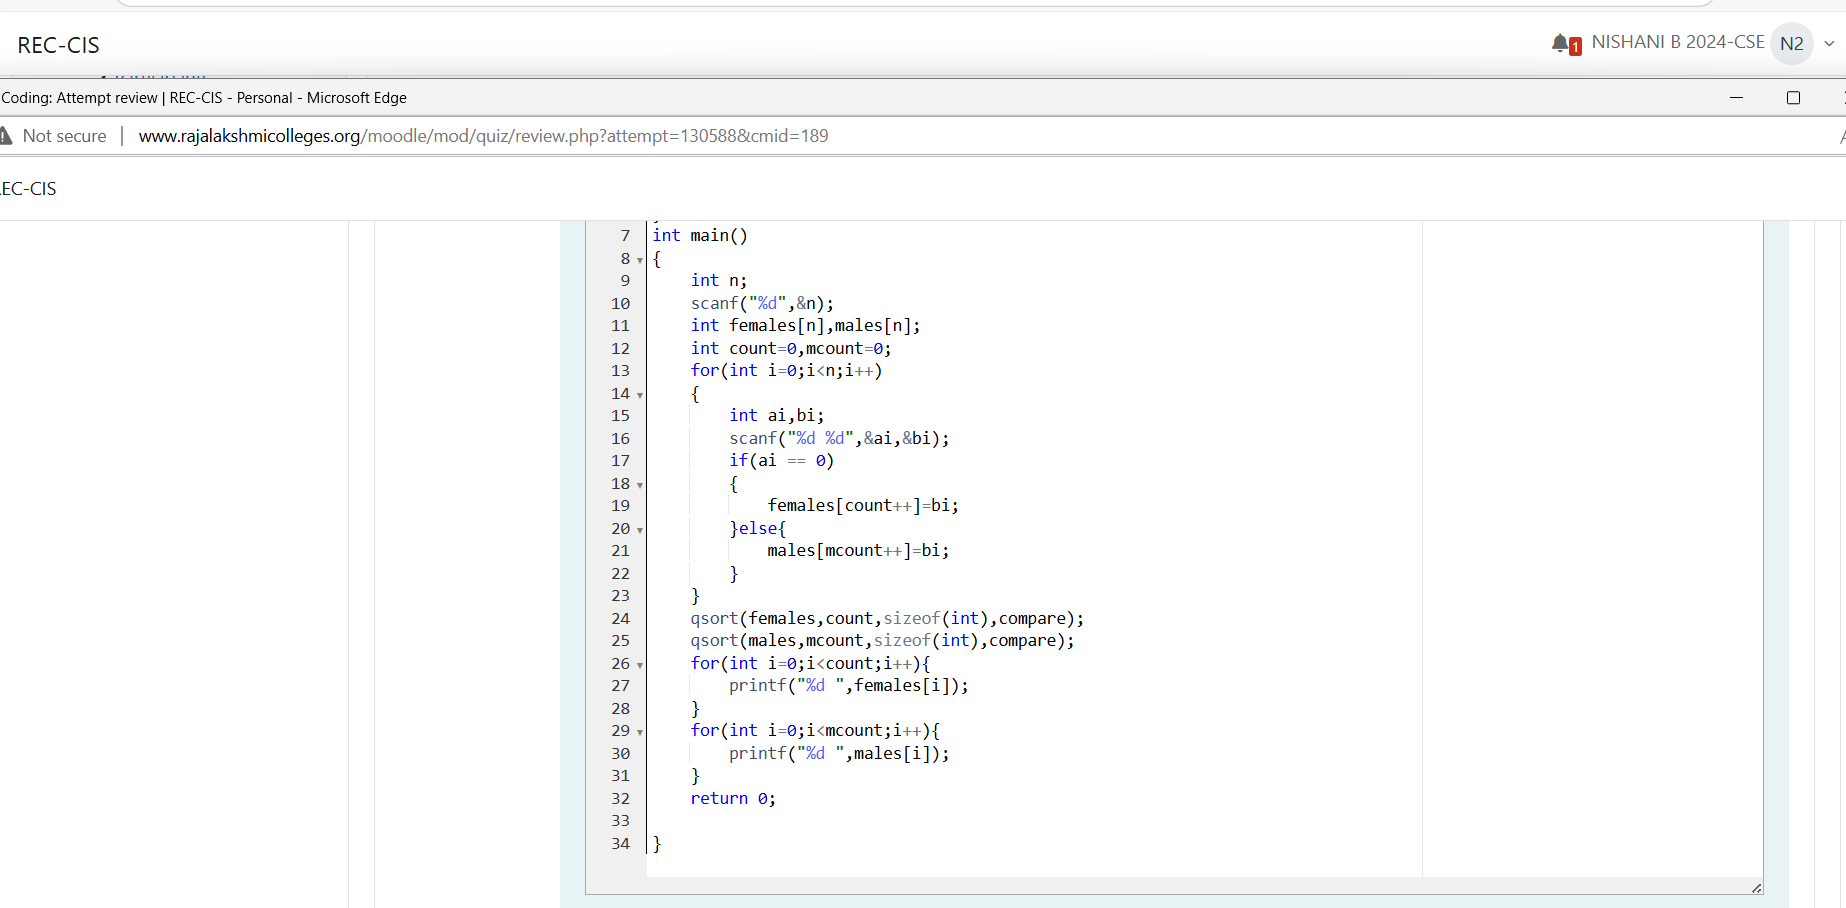 REC-CIS
1 NISHANI B 2024-CSE N2
Coding: Attempt review | REC-CIS - Personal - Microsoft Edge
Not secure | www.rajalakshmicolleges.org/moodle/mod/quiz/review.php?attempt=130588&cmid=189
EC-CIS
7 int main()
8 {
9 int n;
10 scanf("%d",&n);
11 int females[n],males[n];
12 int count=0,mcount=0;
13 for(int i=0;i<n;i++)
14 {
15 int ai,bi;
16 scanf("%d %d",&ai,&bi);
17 if(ai == 0)
18 {
19 females[count++]=bi;
20 }else{
21 males[mcount++]=bi;
22 }
23 }
24 qsort(females,count,sizeof(int),compare);
25 qsort(males,mcount,sizeof(int),compare);
26 for(int i=0;i<count;i++){
27 printf("%d ",females[i]);
28 }
29 for(int i=0;i<mcount;i++){
30 printf("%d ",males[i]);
31 }
32 return 0;
33
34 }